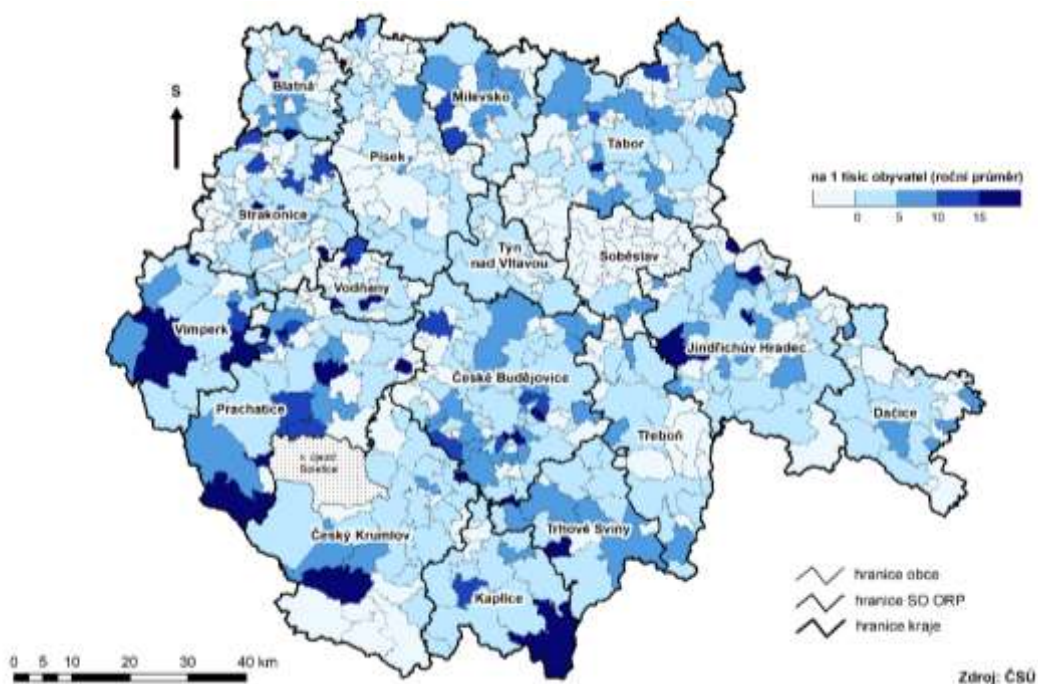 S
Blatná
Milevsko
Tábor
Písek
na 1 tisíc obyvatel (roční průměr)
0 5 10 15
Strakonice
Týn
nad Vltavou
Soběslav
Vodňany
Vimperk
Jindřichův Hradec
České Budějovice
Prachatice
Dačice
Třeboň
v. újezd
Boletice
Český Krumlov
Trhové Sviny
Kaplice
hranice obce
hranice SO ORP
hranice kraje
0 5 10 20 30 40 km
Zdroj: ČSÚ